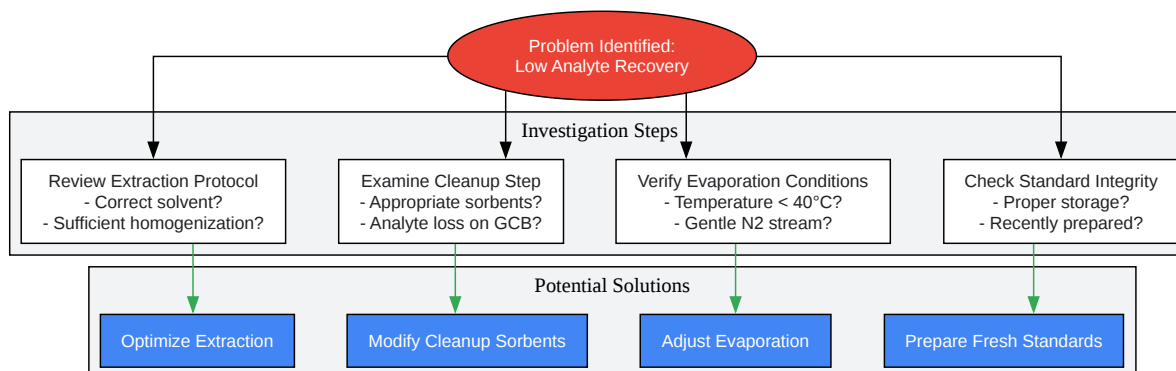 Problem Identified:
Low Analyte Recovery
Investigation Steps
Review Extraction Protocol
- Correct solvent?
- Sufficient homogenization?
Examine Cleanup Step
- Appropriate sorbents?
- Analyte loss on GCB?
Verify Evaporation Conditions
- Temperature < 40°C?
- Gentle N2 stream?
Check Standard Integrity
- Proper storage?
- Recently prepared?
Potential Solutions
Optimize Extraction
Modify Cleanup Sorbents
Adjust Evaporation
Prepare Fresh Standards